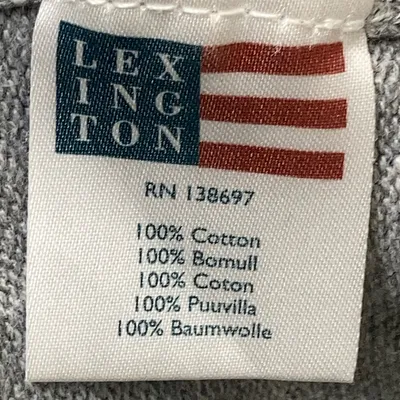 LEX
ING
TON
RN 138697
100% Cotton
100% Bomull
100% Coton
100% Puuvilla
100% Baumwolle